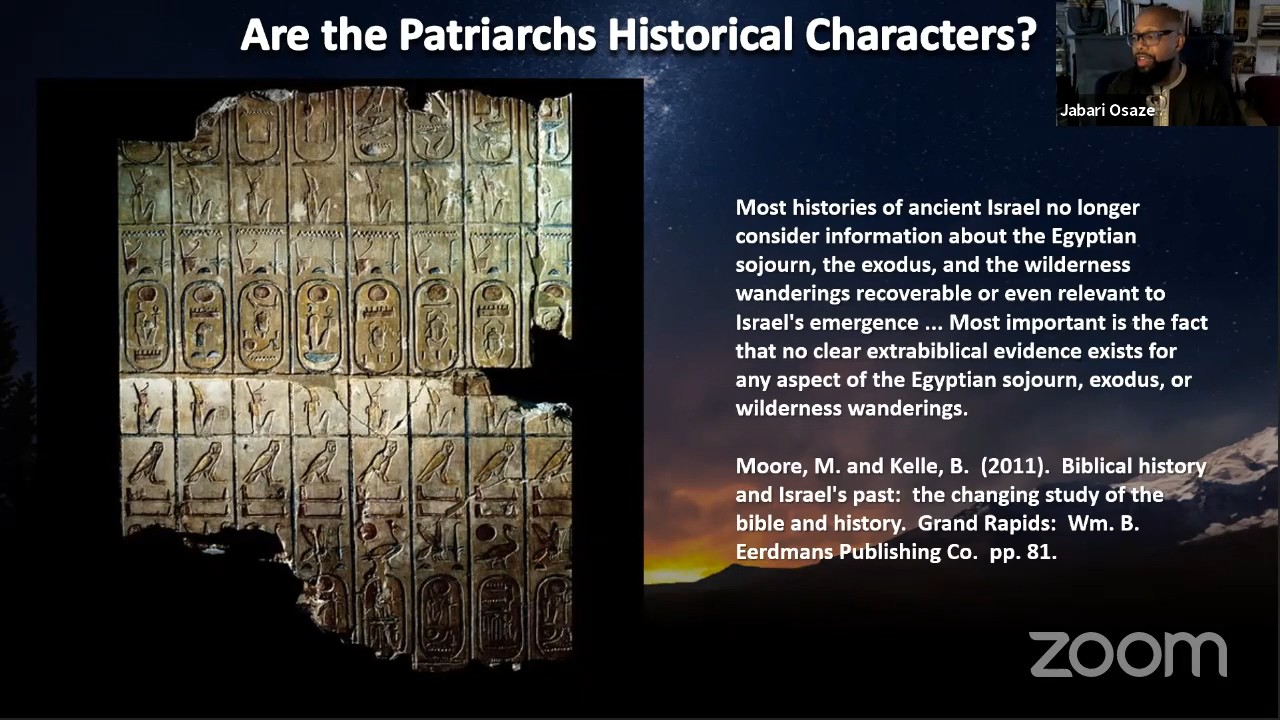 Are the Patriarchs Historical Characters?
Jabari Osaze
Most histories of ancient Israel no longer
consider information about the Egyptian
sojourn, the exodus, and the wilderness
wanderings recoverable or even relevant to
Israel's emergence ... Most important is the fact
that no clear extrabiblical evidence exists for
any aspect of the Egyptian sojourn, exodus, or
wilderness wanderings.
Moore, M. and Kelle, B.  (2011).  Biblical history
and Israel's past:  the changing study of the
bible and history.  Grand Rapids:  Wm. B.
Eerdmans Publishing Co.  pp. 81.
zoom